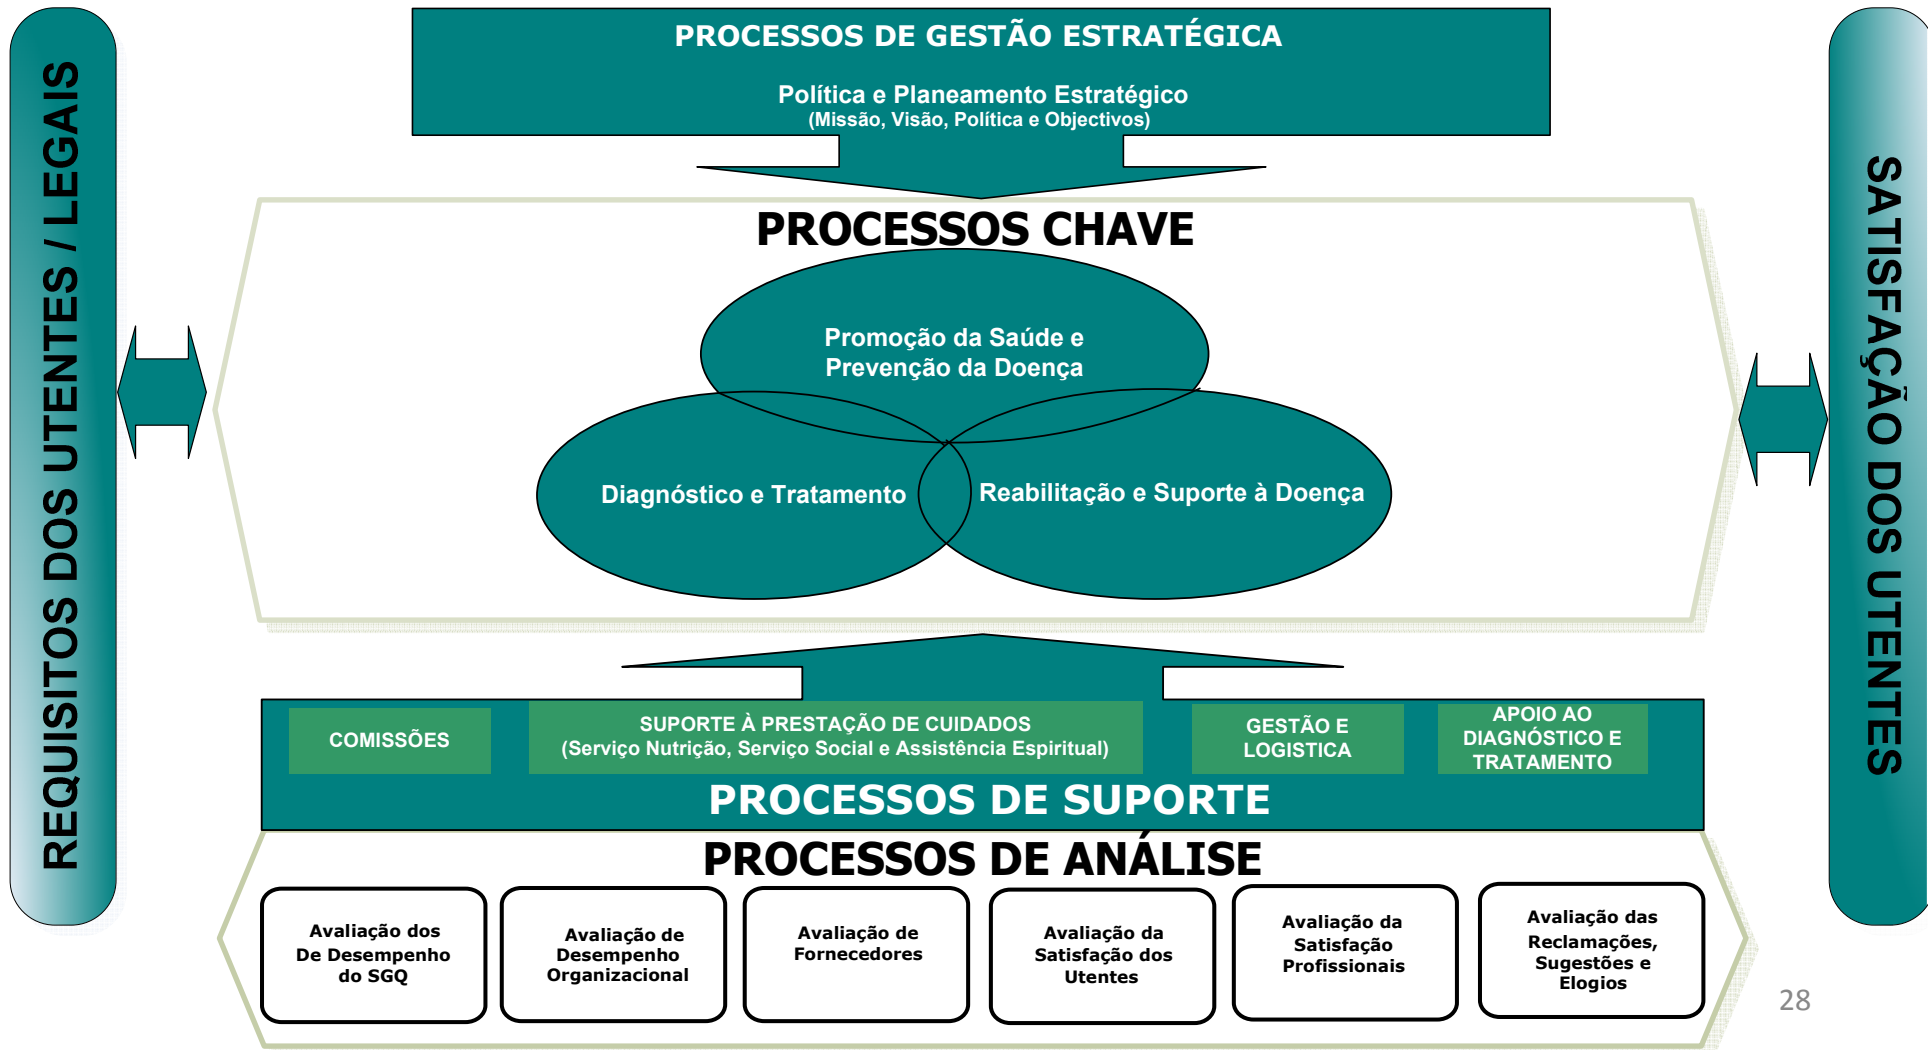 REQUISITOS DOS UTENTES / LEGAIS
PROCESSOS DE GESTÃO ESTRATÉGICA
Política e Planeamento Estratégico
(Missão, Visão, Política e Objectivos)
PROCESSOS CHAVE
Promoção da Saúde e
Prevenção da Doença
Diagnóstico e Tratamento
Reabilitação e Suporte à Doença
SATISFAÇÃO DOS UTENTES
COMISSÕES
SUPORTE À PRESTAÇÃO DE CUIDADOS
(Serviço Nutrição, Serviço Social e Assistência Espiritual)
GESTÃO E
LOGISTICA
APOIO AO
DIAGNÓSTICO E
TRATAMENTO
PROCESSOS DE SUPORTE
PROCESSOS DE ANÁLISE
Avaliação dos
De Desempenho
do SGQ
Avaliação de
Desempenho
Organizacional
Avaliação de
Fornecedores
Avaliação da
Satisfação dos
Utentes
Avaliação da
Satisfação
Profissionais
Avaliação das
Reclamações,
Sugestões e
Elogios
28